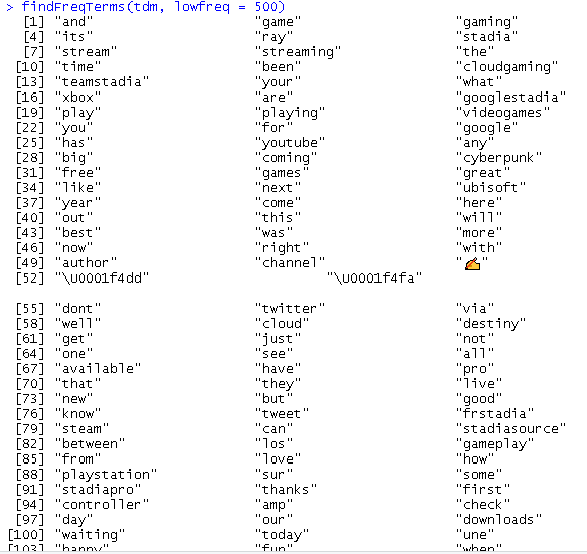 > findFreqTerms(tdm, lowfreq = 500)
[1] "and" "game" "gaming"
[4] "its" "ray" "stadia"
[7] "stream" "streaming" "the"
[10] "time" "been" "cloudgaming"
[13] "teamstadia" "your" "what"
[16] "xbox" "are" "googlestadia"
[19] "play" "playing" "videogames"
[22] "you" "for" "google"
[25] "has" "youtube" "any"
[28] "big" "coming" "cyberpunk"
[31] "free" "games" "great"
[34] "like" "next" "ubisoft"
[37] "year" "come" "here"
[40] "out" "this" "will"
[43] "best" "was" "more"
[46] "now" "right" "with"
[49] "author" "channel" "✍"
[52] "\U0001f4dd" "\U0001f4fa"
[55] "dont" "twitter" "via"
[58] "well" "cloud" "destiny"
[61] "get" "just" "not"
[64] "one" "see" "all"
[67] "available" "have" "pro"
[70] "that" "they" "live"
[73] "new" "but" "good"
[76] "know" "tweet" "frstadia"
[79] "steam" "can" "stadiasource"
[82] "between" "los" "gameplay"
[85] "from" "love" "how"
[88] "playstation" "sur" "some"
[91] "stadiapro" "thanks" "first"
[94] "controller" "amp" "check"
[97] "day" "our" "downloads"
[100] "waiting" "today" "une"
[103] "happy" "fun" "when"